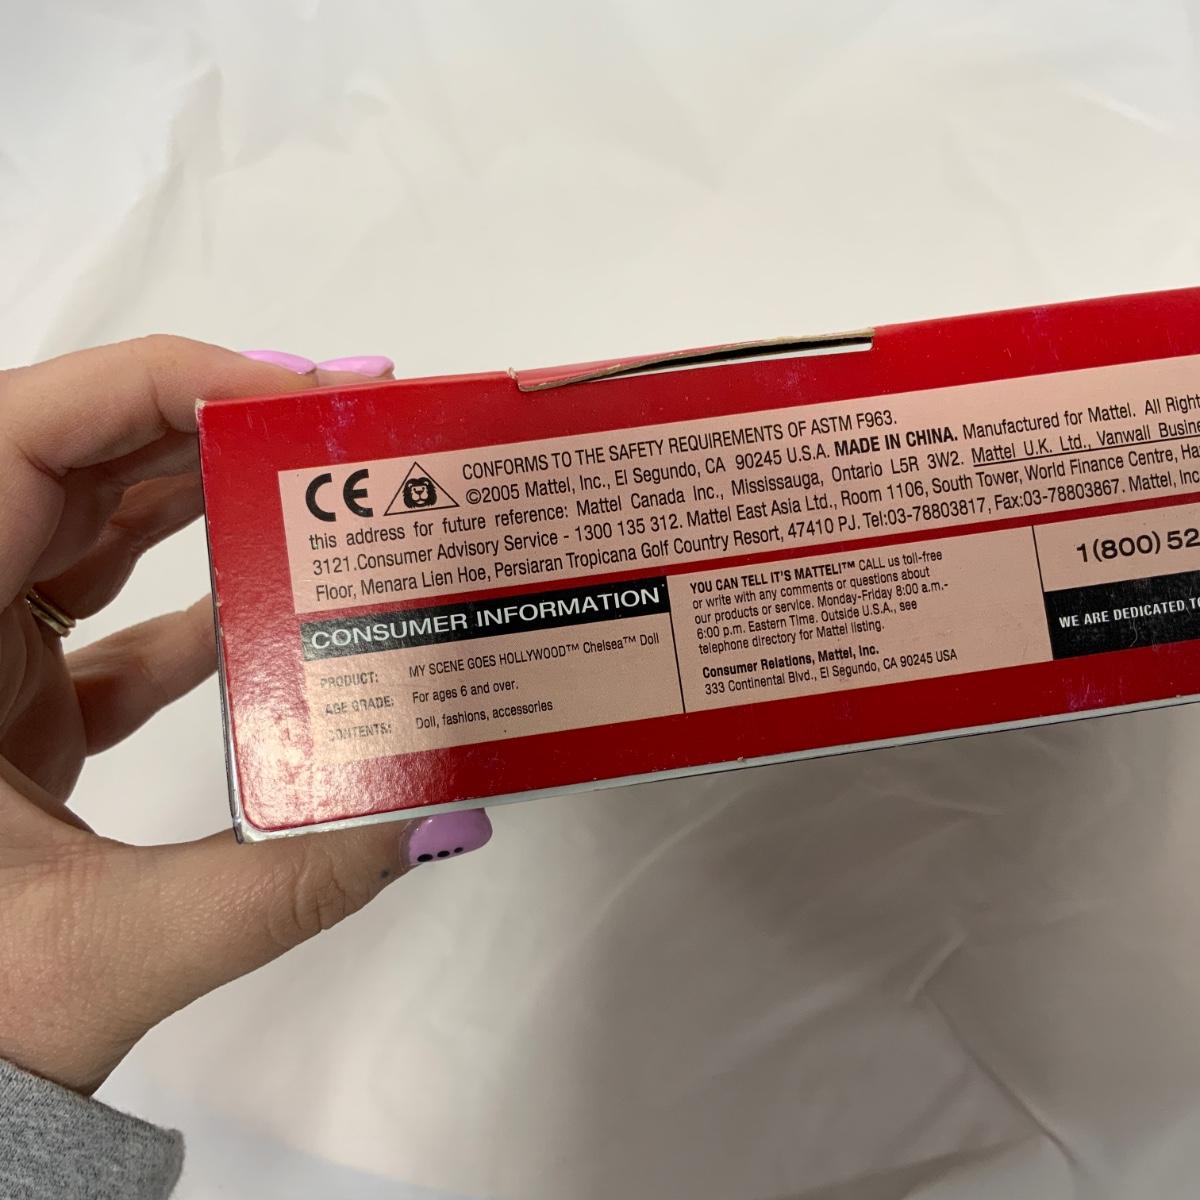 CE
CONFORMS TO THE SAFETY REQUIREMENTS OF ASTM F963.
©2005 Mattel, Inc., El Segundo, CA 90245 U.S.A. MADE IN CHINA. Manufactured for Mattel. All Right
this address for future reference: Mattel Canada Inc., Mississauga, Ontario L5R 3W2. Mattel U.K. Ltd., Vanwall Busine
3121.Consumer Advisory Service - 1300 135 312. Mattel East Asia Ltd., Room 1106, South Tower, World Finance Centre, Ha
Floor, Menara Lien Hoe, Persiaran Tropicana Golf Country Resort, 47410 PJ. Tel:03-78803817, Fax:03-78803867. Mattel, Inc
CONSUMER INFORMATION
PRODUCT: MY SCENE GOES HOLLYWOOD™ Chelsea™ Doll
AGE GRADE: For ages 6 and over.
CONTENTS: Doll, fashions, accessories
YOU CAN TELL IT'S MATTEL!™ CALL us toll-free
or write with any comments or questions about
our products or service. Monday-Friday 8:00 a.m.-
6:00 p.m. Eastern Time. Outside U.S.A., see
telephone directory for Mattel listing.
Consumer Relations, Mattel, Inc.
333 Continental Blvd., El Segundo, CA 90245 USA
1(800) 52
WE ARE DEDICATED TO